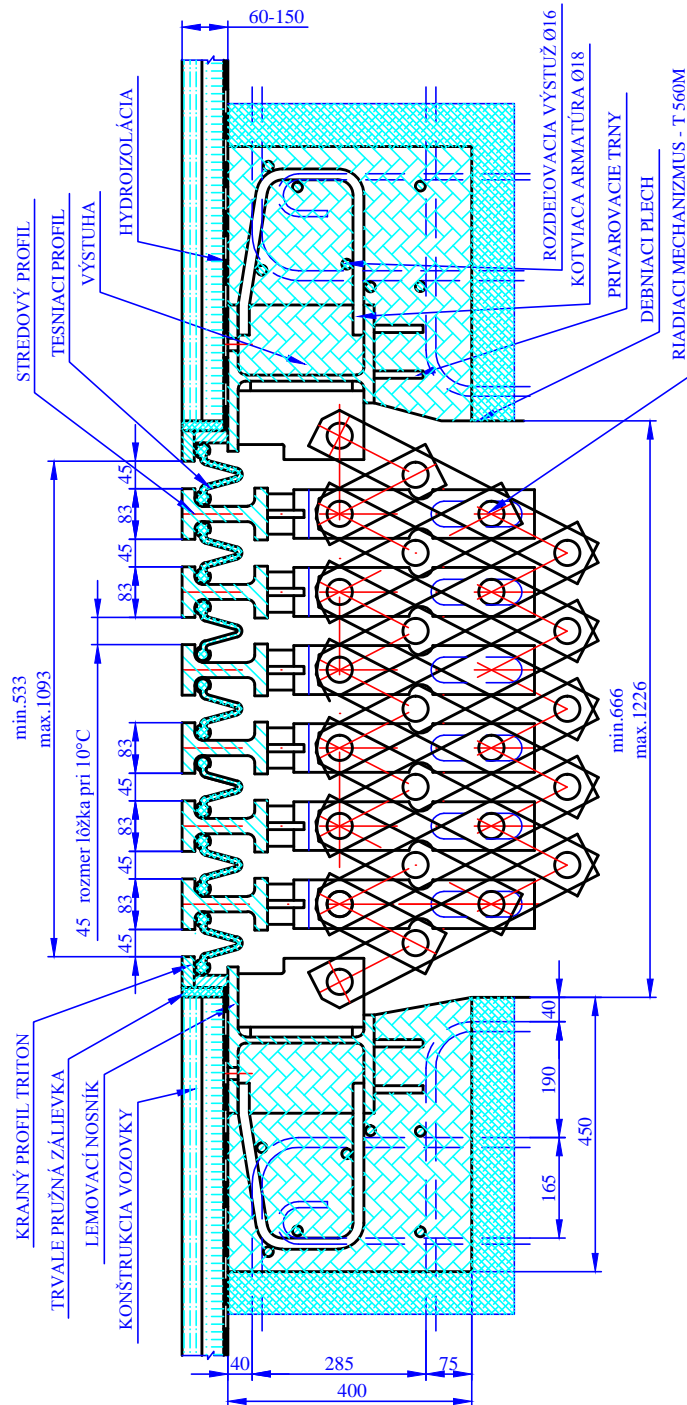 60-150
HYDROIZOLÁCIA
STREDOVÝ PROFIL
TESNIACI PROFIL
VÝSTUHA
ROZDEĽOVACIA VÝSTUŽ Ø16
KOTVIACA ARMATÚRA Ø18
PRIVAROVACIE TRNY
DEBNIACI PLECH
RIADIACI MECHANIZMUS - T 560M
min.533
max.1093
45 rozmer lôžka pri 10°C
45
83
45
83
83
45
83
45
83
45
min.666
max.1226
KRAJNÝ PROFIL TRITON
TRVALE PRUŽNÁ ZÁLIEVKA
LEMOVACÍ NOSNÍK
KONŠTRUKCIA VOZOVKY
40
190
165
450
40
285
75
400